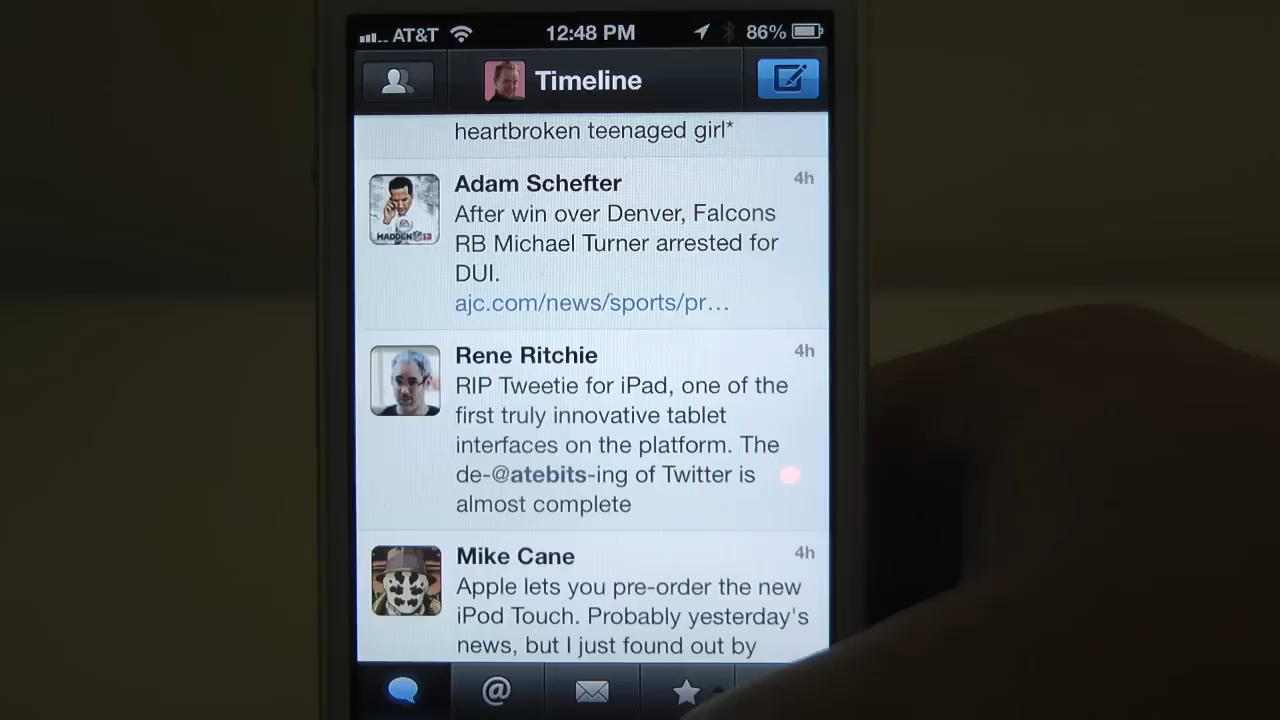 AT&T 12:48 PM 86%
Timeline
heartbroken teenaged girl*
Adam Schefter 4h
After win over Denver, Falcons
RB Michael Turner arrested for
DUI.
ajc.com/news/sports/pr…
MADDEN 13
Rene Ritchie 4h
RIP Tweetie for iPad, one of the
first truly innovative tablet
interfaces on the platform. The
de-@atebits-ing of Twitter is
almost complete
Mike Cane 4h
Apple lets you pre-order the new
iPod Touch. Probably yesterday's
news, but I just found out by
@